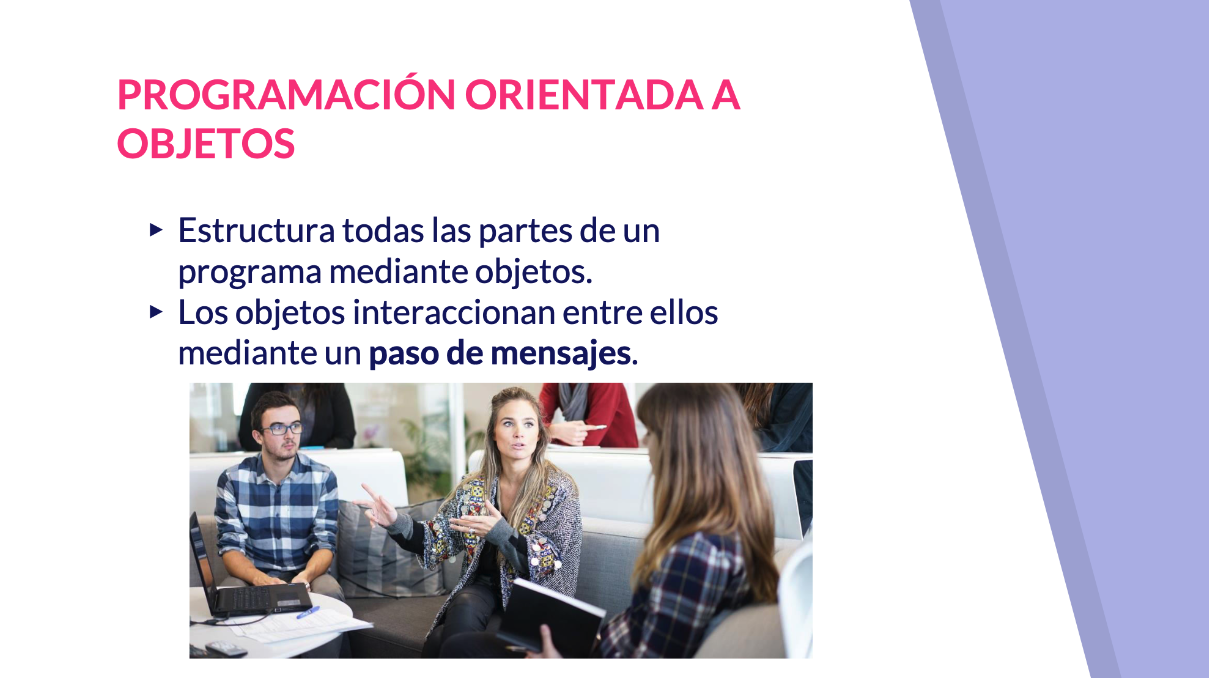 PROGRAMACIÓN ORIENTADA A
OBJETOS
▸ Estructura todas las partes de un
programa mediante objetos.
▸ Los objetos interaccionan entre ellos
mediante un paso de mensajes.